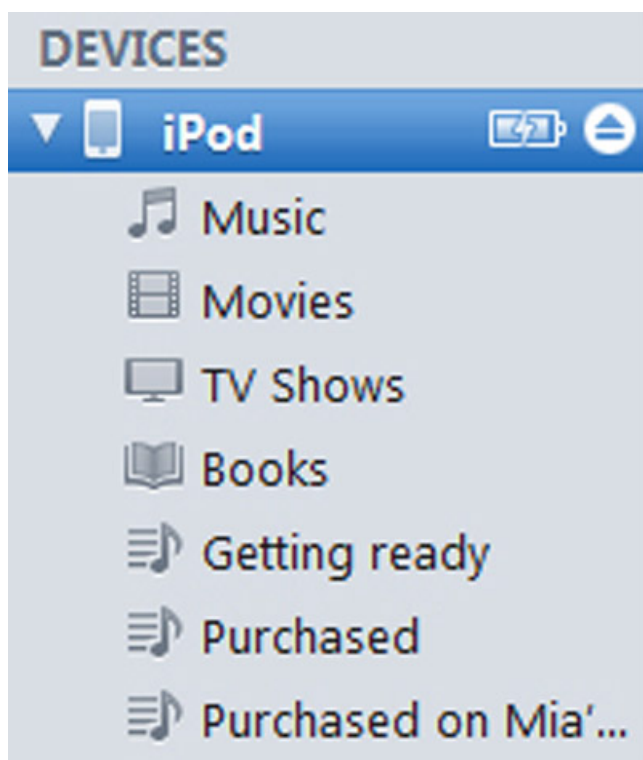 DEVICES
iPod
Music
Movies
TV Shows
Books
Getting ready
Purchased
Purchased on Mia'...